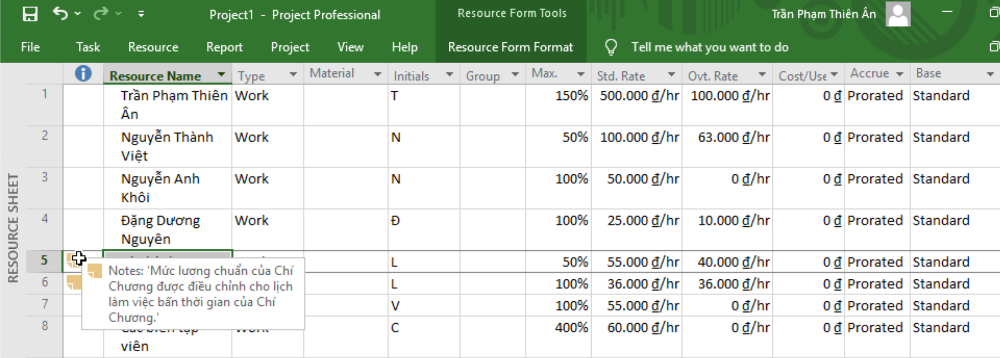 Project1 - Project Professional
Resource Form Tools
Trần Phạm Thiên Ân
File Task Resource Report Project View Help Resource Form Format Tell me what you want to do
Resource Name Type Material Initials Group Max. Std. Rate Ovt. Rate Cost/Use Accrue Base
1 Trần Phạm Thiên Ân Work T 150% 500.000 ₫/hr 100.000 ₫/hr 0 ₫ Prorated Standard
2 Nguyễn Thành Việt Work N 50% 100.000 ₫/hr 63.000 ₫/hr 0 ₫ Prorated Standard
3 Nguyễn Anh Khôi Work N 100% 50.000 ₫/hr 0 ₫/hr 0 ₫ Prorated Standard
4 Đặng Dương Nguyên Work Đ 100% 25.000 ₫/hr 10.000 ₫/hr 0 ₫ Prorated Standard
5 L 50% 55.000 ₫/hr 40.000 ₫/hr 0 ₫ Prorated Standard
6 L 100% 36.000 ₫/hr 36.000 ₫/hr 0 ₫ Prorated Standard
7 V 100% 55.000 ₫/hr 0 ₫/hr 0 ₫ Prorated Standard
8 viên C 400% 60.000 ₫/hr 0 ₫/hr 0 ₫ Prorated Standard
Notes: 'Mức lương chuẩn của Chí
Chương được điều chỉnh cho lịch
làm việc bấn thời gian của Chí
Chương.'
RESOURCE SHEET